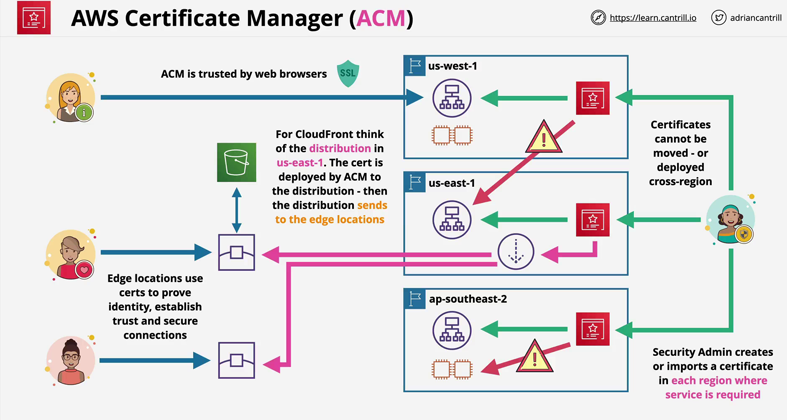 AWS Certificate Manager (ACM)
https://learn.cantrill.io
adriancantrill
ACM is trusted by web browsers
SSL
us-west-1
For CloudFront think
of the distribution in
us-east-1. The cert is
deployed by ACM to
the distribution - then
the distribution sends
to the edge locations
Certificates
cannot be
moved - or
deployed
cross-region
us-east-1
Edge locations use
certs to prove
identity, establish
trust and secure
connections
ap-southeast-2
Security Admin creates
or imports a certificate
in each region where
service is required